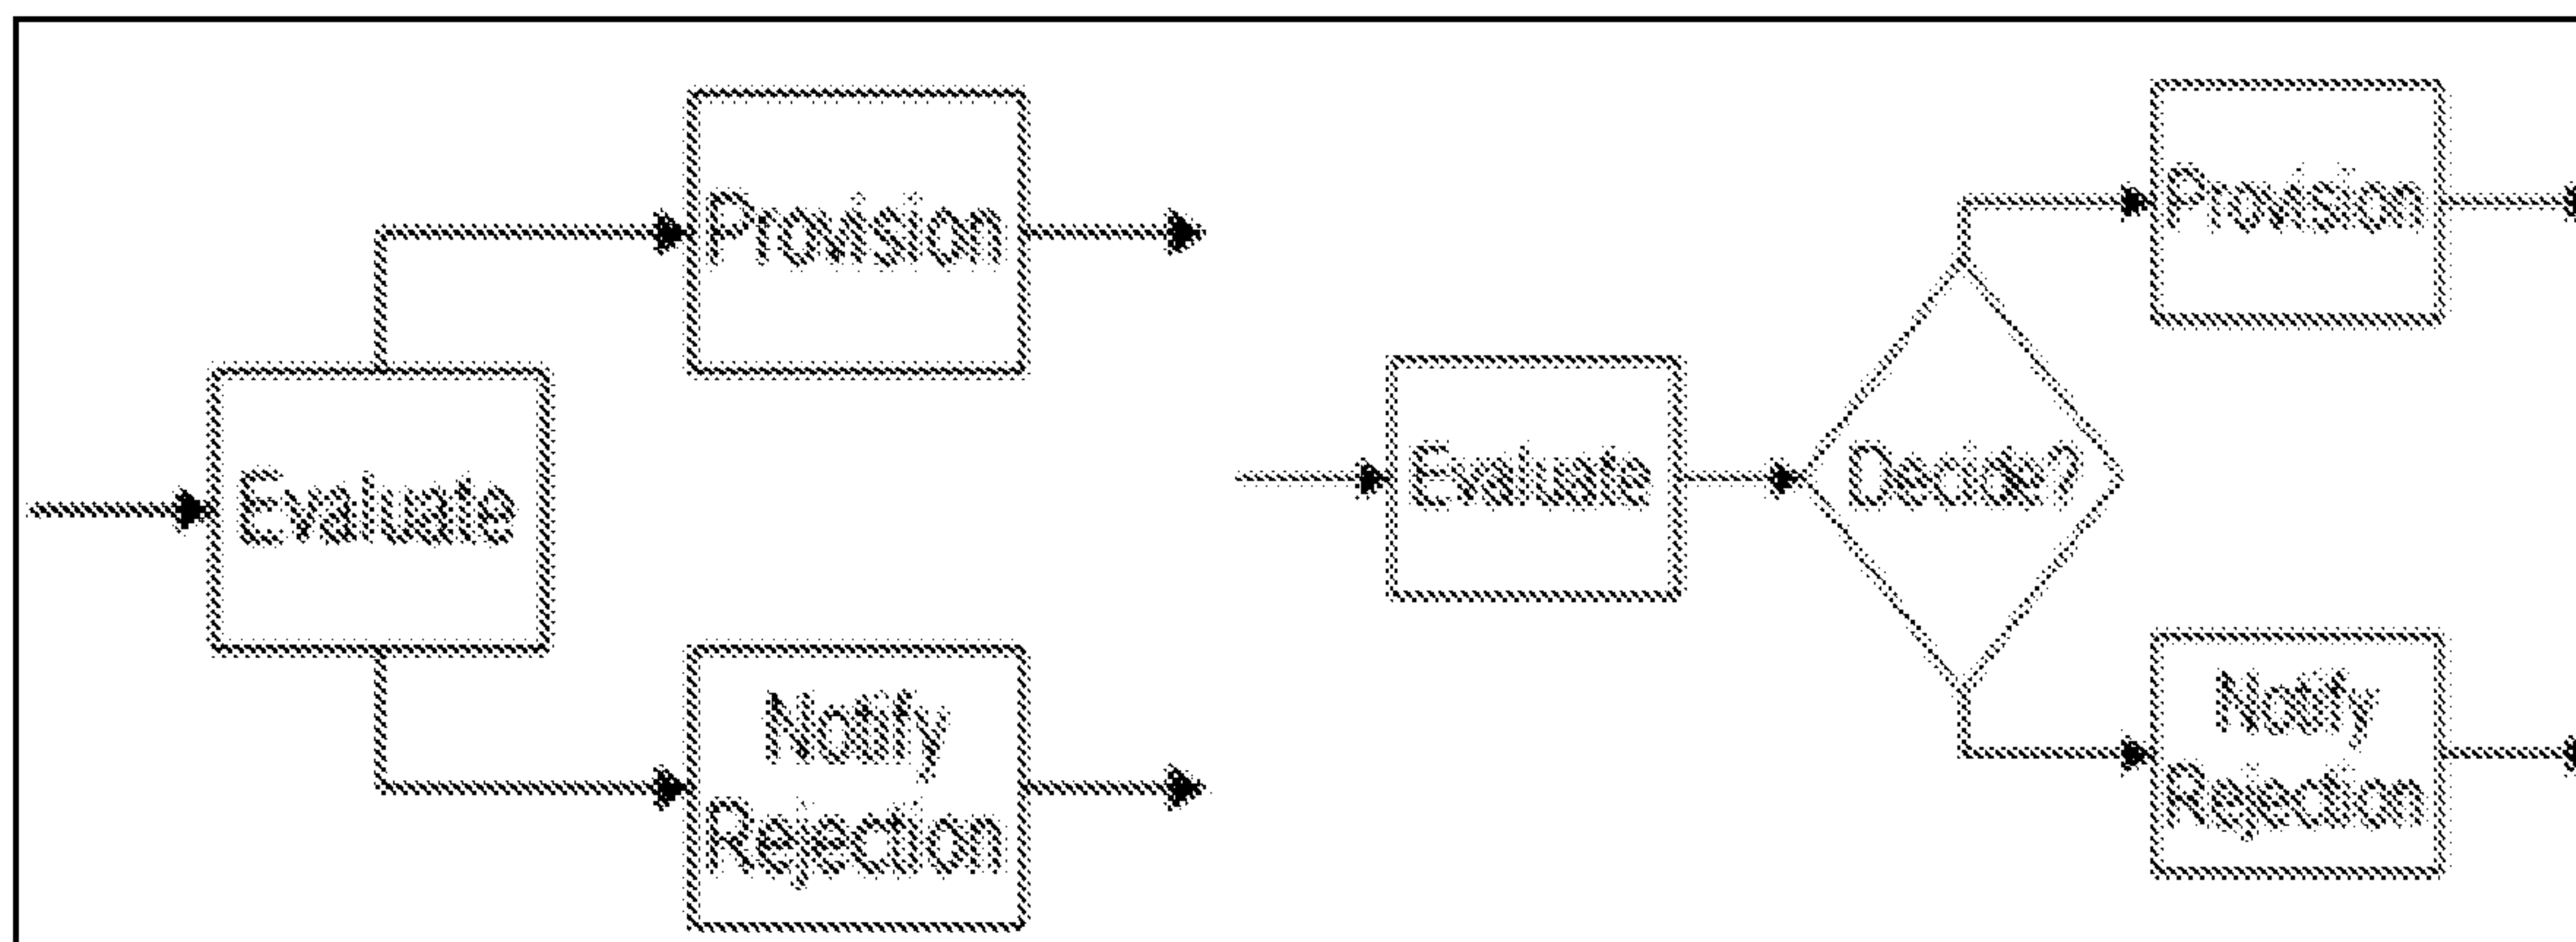 Provision
Evaluate
Notify
Rejection
Provision
Evaluate
Decide?
Notify
Rejection